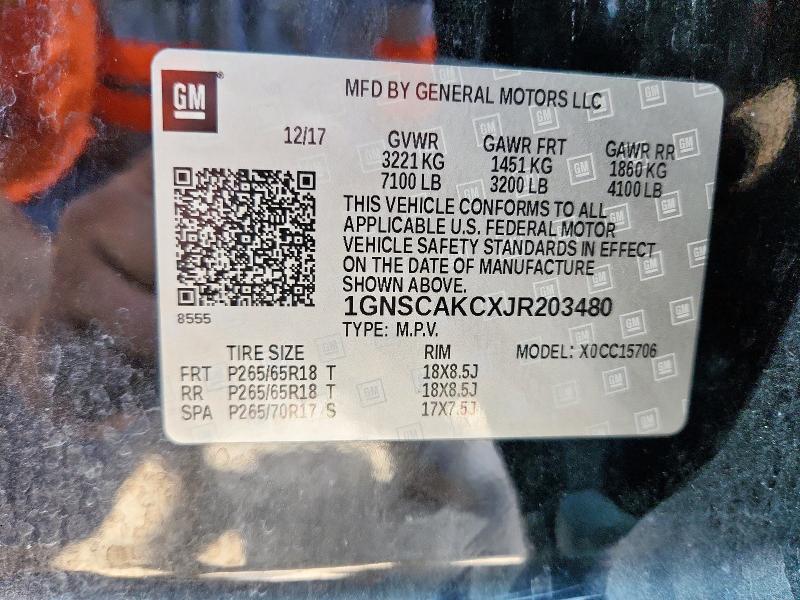 GM
MFD BY GENERAL MOTORS LLC
12/17
GVWR GAWR FRT GAWR RR
3221 KG 1451 KG 1860 KG
7100 LB 3200 LB 4100 LB
THIS VEHICLE CONFORMS TO ALL
APPLICABLE U.S. FEDERAL MOTOR
VEHICLE SAFETY STANDARDS IN EFFECT
ON THE DATE OF MANUFACTURE
SHOWN ABOVE.
8555
1GNSCAKCXJR203480
TYPE: M.P.V.
TIRE SIZE RIM MODEL: X0CC15706
FRT P265/65R18 T 18X8.5J
RR P265/65R18 T 18X8.5J
SPA P265/70R17 S 17X7.5J